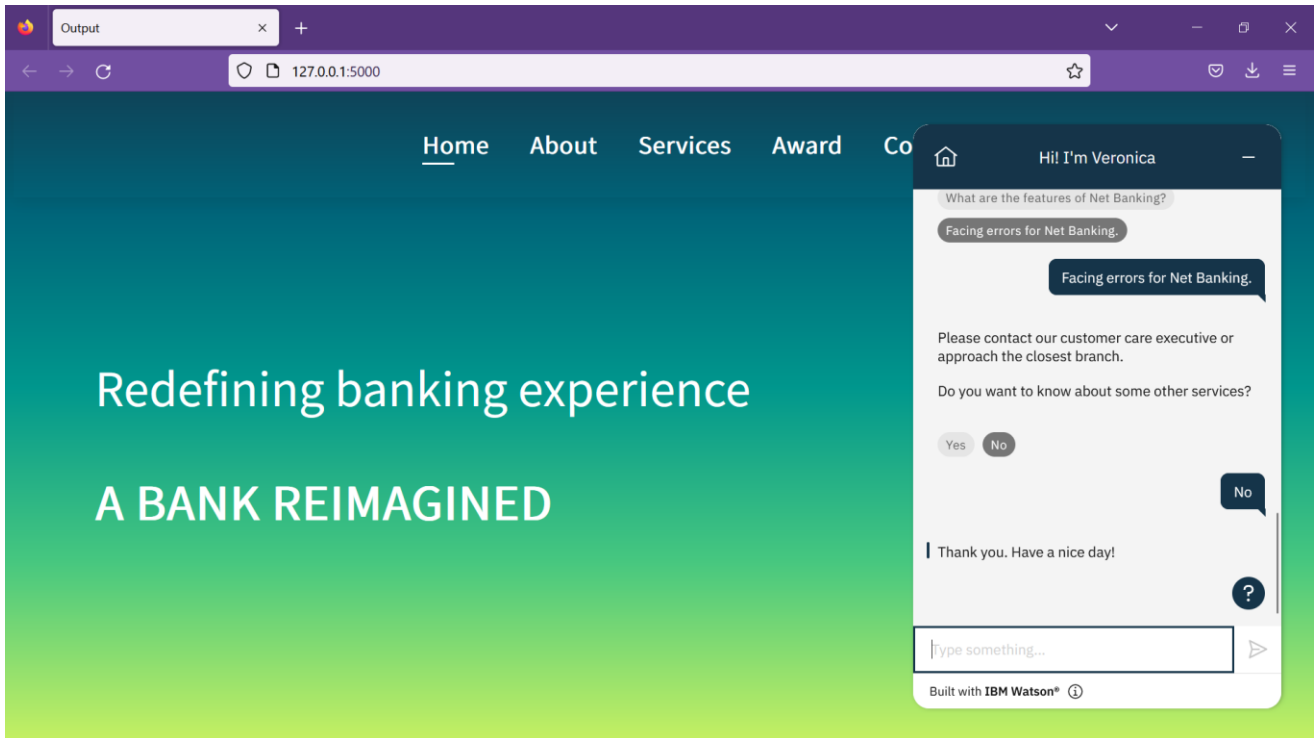 Output
127.0.0.1:5000
Home About Services Award Co
Redefining banking experience
A BANK REIMAGINED
Hi! I'm Veronica
What are the features of Net Banking?
Facing errors for Net Banking.
Facing errors for Net Banking.
Please contact our customer care executive or
approach the closest branch.
Do you want to know about some other services?
Yes No
No
Thank you. Have a nice day!
?
Type something...
Built with IBM Watson®